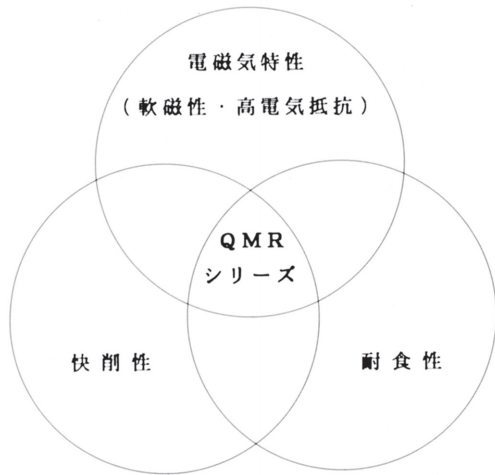 電磁気特性
(軟磁性・高電気抵抗)
QMR
シリーズ
快削性
耐食性